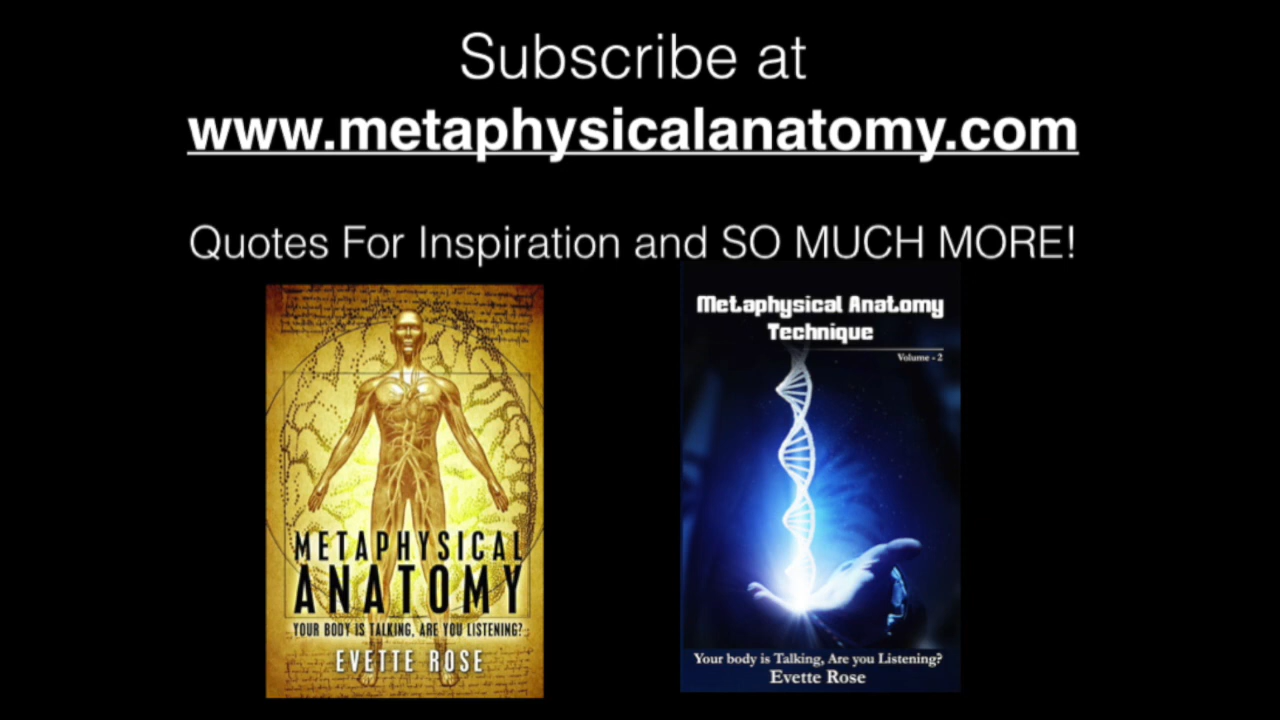 Subscribe at
www.metaphysicalanatomy.com
Quotes For Inspiration and SO MUCH MORE!
METAPHYSICAL
ANATOMY
YOUR BODY IS TALKING, ARE YOU LISTENING?
EVETTE ROSE
Metaphysical Anatomy
Technique
Volume - 2
Your body is Talking, Are you Listening?
Evette Rose